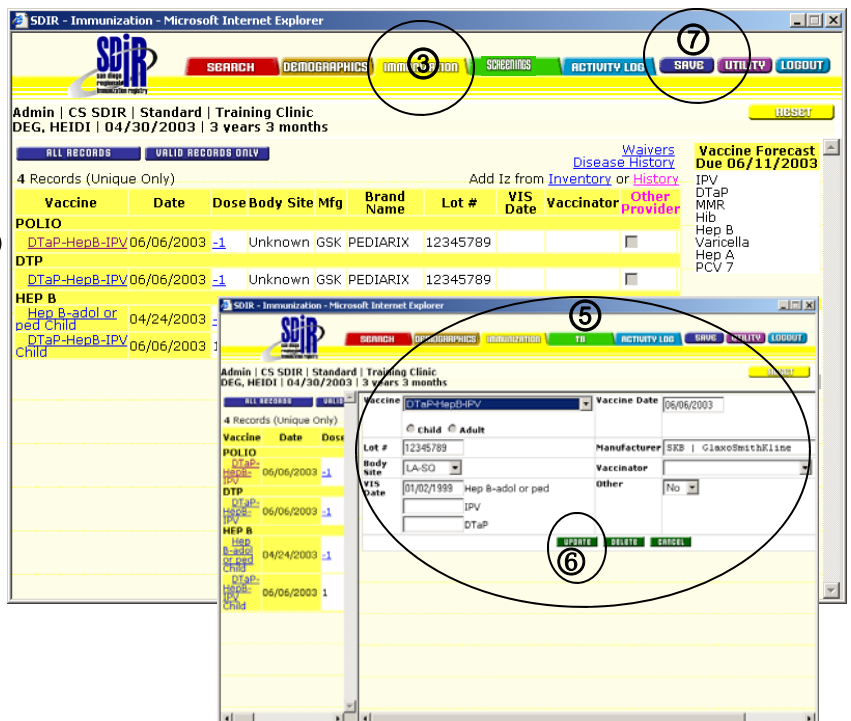 SDIR - Immunization - Microsoft Internet Explorer
SDiR
san diego
regional
immunization registry
SEARCH DEMOGRAPHICS ③ SCREENINGS ACTIVITY LOG SAVE UTILITY LOGOUT
⑦
Admin | CS SDIR | Standard | Training Clinic
RESET
DEG, HEIDI | 04/30/2003 | 3 years 3 months
ALL RECORDS VALID RECORDS ONLY
Waivers
Disease History
4 Records (Unique Only)
Add Iz from Inventory or History
Vaccine Forecast
Due 06/11/2003
IPV
DTaP
MMR
Hib
Hep B
Varicella
Hep A
PCV 7
Vaccine Date Dose Body Site Mfg Brand Name Lot # VIS Date Vaccinator Other Provider
POLIO
DTaP-HepB-IPV 06/06/2003 -1 Unknown GSK PEDIARIX 12345789
DTP
DTaP-HepB-IPV 06/06/2003 -1 Unknown GSK PEDIARIX 12345789
HEP B
Hep B-adol or
ped Child 04/24/2003
DTaP-HepB-IPV
Child 06/06/2003 1
SDIR - Immunization - Microsoft Internet Explorer
⑤
SDiR
SEARCH DEMOGRAPHICS IMMUNIZATION TB ACTIVITY LOG SAVE UTILITY LOGOUT
Admin | CS SDIR | Standard | Training Clinic
RESET
DEG, HEIDI | 04/30/2003 | 3 years 3 months
ALL RECORDS VALID
4 Records (Unique Only)
Vaccine Date Dose
POLIO
DTaP-
HepB-
IPV 06/06/2003 -1
DTP
DTaP-
HepB-
IPV 06/06/2003 -1
HEP B
Hep
B-adol
or ped
Child 04/24/2003 -1
DTaP-
HepB-
IPV
Child 06/06/2003 1
Vaccine DTaP-HepB-IPV Vaccine Date 06/06/2003
Child Adult
Lot # 12345789 Manufacturer SKB | GlaxoSmithKline
Body Site LA-SQ Vaccinator
VIS Date 01/02/1999 Hep B-adol or ped Other No
IPV
DTaP
UPDATE DELETE CANCEL
⑥